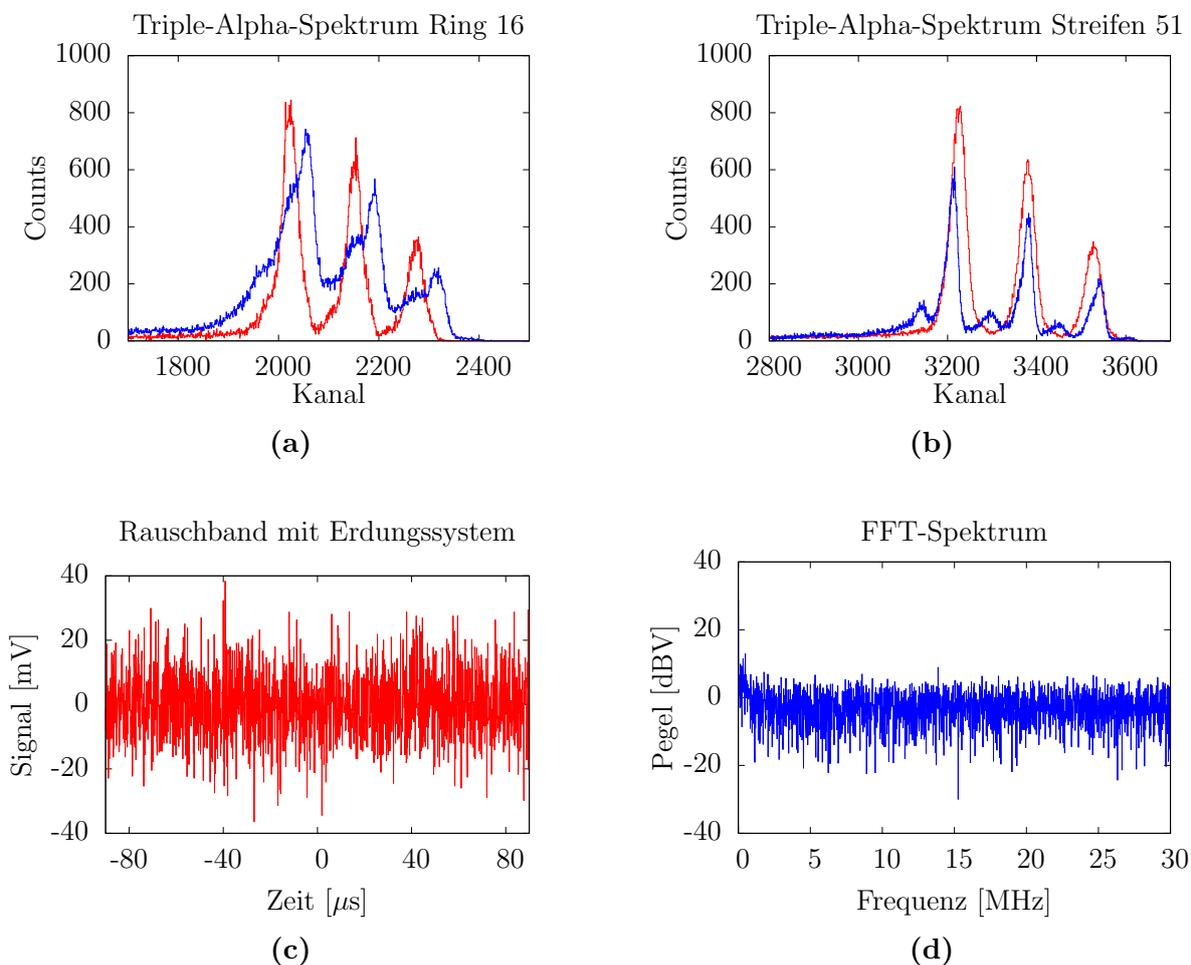 Triple-Alpha-Spektrum Ring 16
1000
800
600
400
200
0
Counts
1800 2000 2200 2400
Kanal
(a)
Triple-Alpha-Spektrum Streifen 51
1000
800
600
400
200
0
Counts
2800 3000 3200 3400 3600
Kanal
(b)
Rauschband mit Erdungssystem
40
20
0
-20
-40
Signal [mV]
-80 -40 0 40 80
Zeit [μs]
(c)
FFT-Spektrum
40
20
0
-20
-40
Pegel [dBV]
0 5 10 15 20 25 30
Frequenz [MHz]
(d)